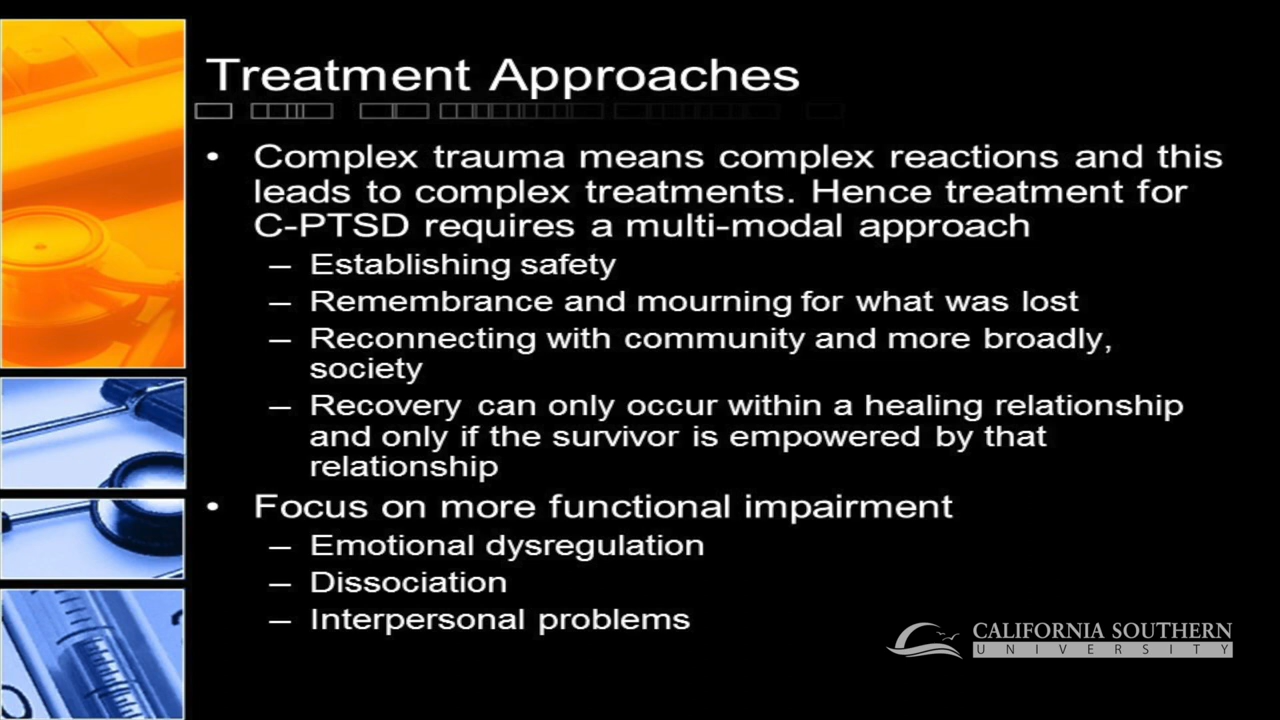 Treatment Approaches
• Complex trauma means complex reactions and this
leads to complex treatments. Hence treatment for
C-PTSD requires a multi-modal approach
– Establishing safety
– Remembrance and mourning for what was lost
– Reconnecting with community and more broadly,
society
– Recovery can only occur within a healing relationship
and only if the survivor is empowered by that
relationship
• Focus on more functional impairment
– Emotional dysregulation
– Dissociation
– Interpersonal problems
CALIFORNIA SOUTHERN
UNIVERSITY